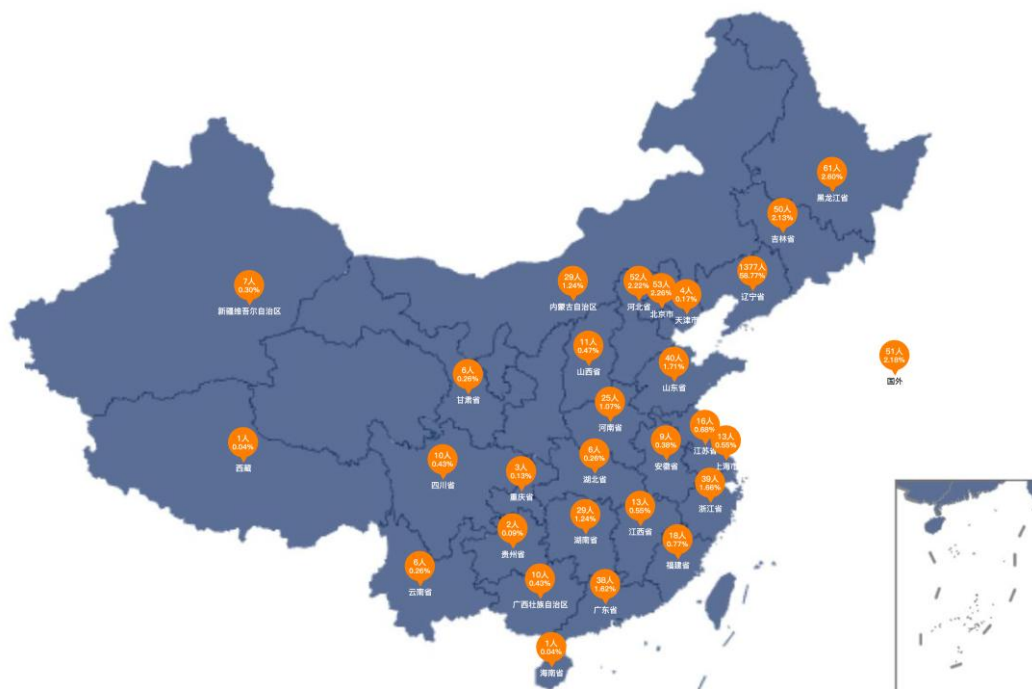 61人
2.60%
黑龙江省
50人
2.13%
吉林省
1377人
58.77%
辽宁省
7人
0.30%
新疆维吾尔自治区
29人
1.24%
内蒙古自治区
52人
2.22%
河北省
53人
2.26%
北京市
4人
0.17%
天津市
11人
0.47%
山西省
40人
1.71%
山东省
51人
2.18%
国外
6人
0.26%
甘肃省
25人
1.07%
河南省
1人
0.04%
西藏
10人
0.43%
四川省
3人
0.13%
重庆省
6人
0.26%
湖北省
9人
0.38%
安徽省
16人
0.68%
江苏省
13人
0.55%
上海市
39人
1.66%
浙江省
2人
0.09%
贵州省
29人
1.24%
湖南省
13人
0.55%
江西省
18人
0.77%
福建省
6人
0.26%
云南省
10人
0.43%
广西壮族自治区
38人
1.62%
广东省
1人
0.04%
海南省